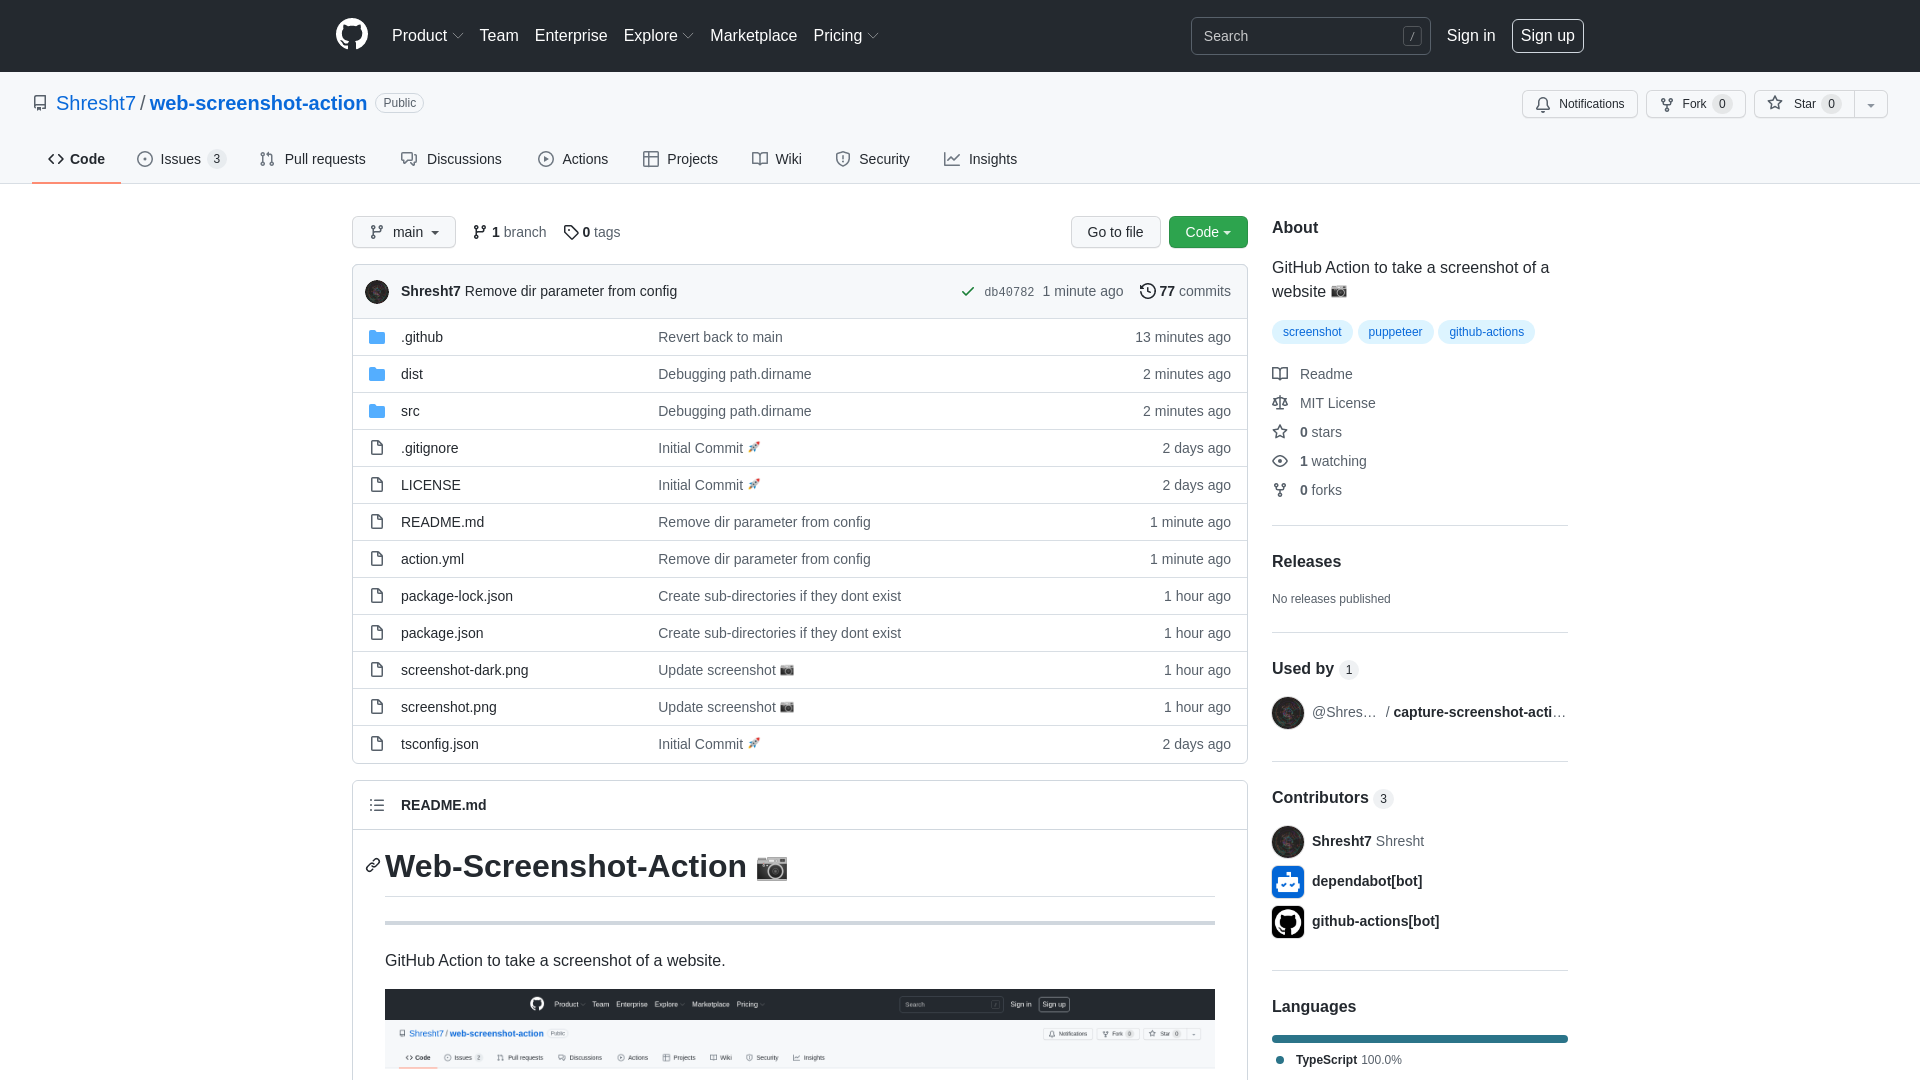 Product Team Enterprise Explore Marketplace Pricing Search / Sign in Sign up
Shresht7 / web-screenshot-action Public Notifications Fork 0 Star 0
Code Issues 3 Pull requests Discussions Actions Projects Wiki Security Insights
main 1 branch 0 tags Go to file Code
Shresht7 Remove dir parameter from config db40782 1 minute ago 77 commits
.github Revert back to main 13 minutes ago
dist Debugging path.dirname 2 minutes ago
src Debugging path.dirname 2 minutes ago
.gitignore Initial Commit 🚀 2 days ago
LICENSE Initial Commit 🚀 2 days ago
README.md Remove dir parameter from config 1 minute ago
action.yml Remove dir parameter from config 1 minute ago
package-lock.json Create sub-directories if they dont exist 1 hour ago
package.json Create sub-directories if they dont exist 1 hour ago
screenshot-dark.png Update screenshot 📷 1 hour ago
screenshot.png Update screenshot 📷 1 hour ago
tsconfig.json Initial Commit 🚀 2 days ago
README.md
Web-Screenshot-Action 📷
GitHub Action to take a screenshot of a website.
Product Team Enterprise Explore Marketplace Pricing Search Sign in Sign up
Shresht7 / web-screenshot-action Public Notifications Fork 0 Star 0
Code Issues 2 Pull requests Discussions Actions Projects Wiki Security Insights
About
GitHub Action to take a screenshot of a
website 📷
screenshot puppeteer github-actions
Readme
MIT License
0 stars
1 watching
0 forks
Releases
No releases published
Used by 1
@Shres… / capture-screenshot-acti…
Contributors 3
Shresht7 Shresht
dependabot[bot]
github-actions[bot]
Languages
TypeScript 100.0%